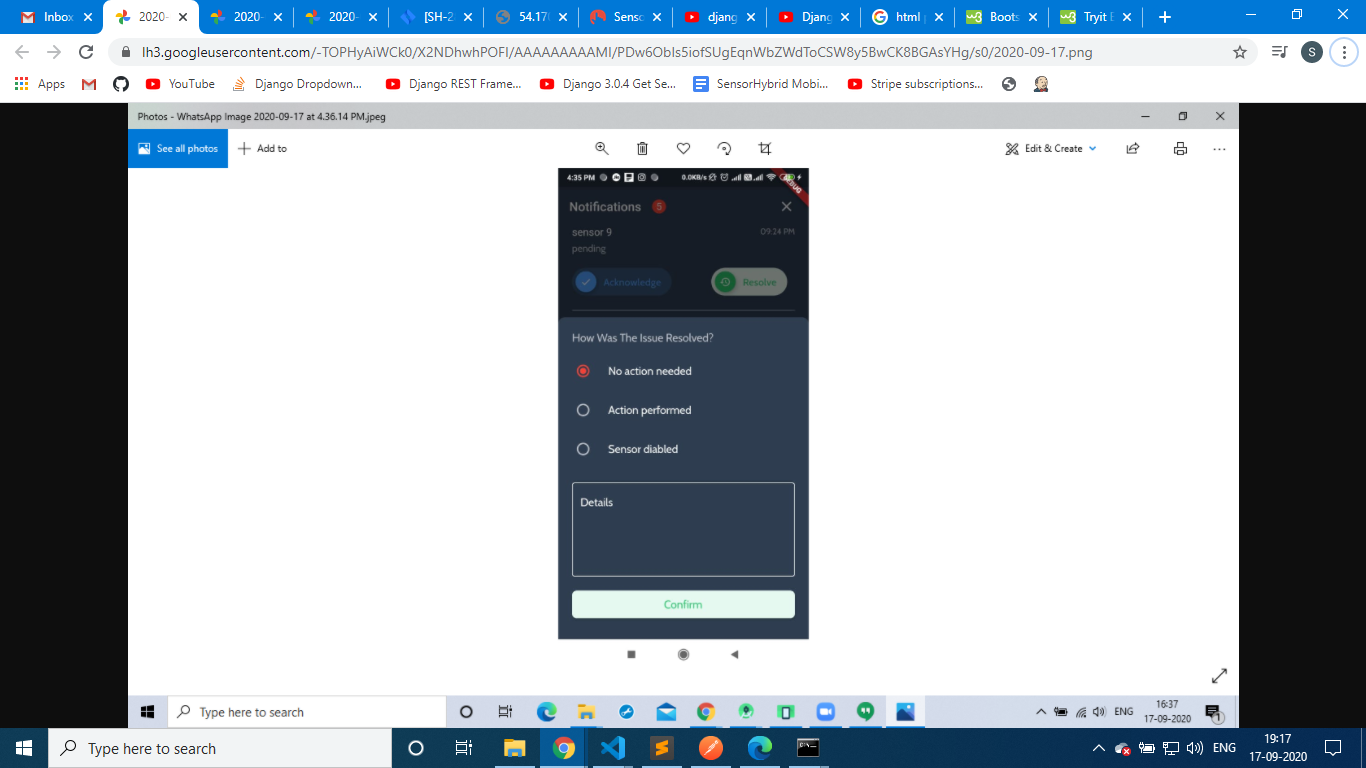 Inbox 2020- 2020- 2020- [SH-2 54.170 Senso djang Djang html Boots Tryit E
lh3.googleusercontent.com/-TOPHyAiWCk0/X2NDhwhPOFI/AAAAAAAAAMI/PDw6ObIs5iofSUgEqnWbZWdToCSW8y5BwCK8BGAsYHg/s0/2020-09-17.png S
Apps YouTube Django Dropdown... Django REST Frame... Django 3.0.4 Get Se... SensorHybrid Mobi... Stripe subscriptions...
Photos - WhatsApp Image 2020-09-17 at 4.36.14 PM.jpeg
See all photos Add to Edit & Create
4:35 PM 0.0KB/s
Notifications 5
sensor 9 09:24 PM
pending
Acknowledge Resolve
How Was The Issue Resolved?
No action needed
Action performed
Sensor diabled
Details
Confirm
Type here to search ENG 16:37
17-09-2020 1
Type here to search ENG 19:17
17-09-2020